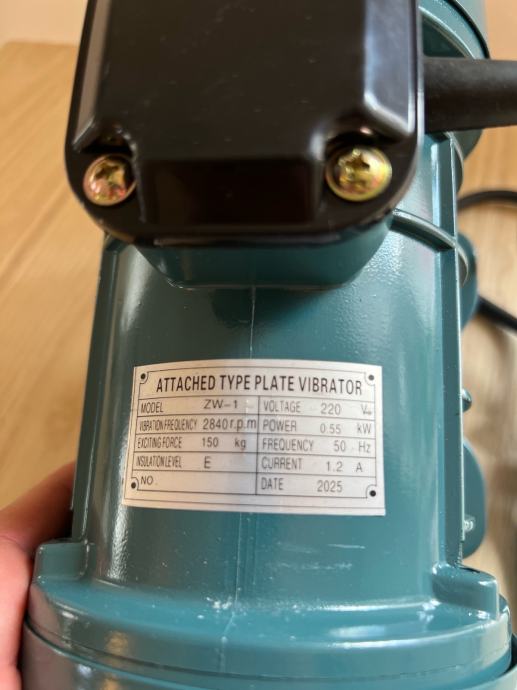 ATTACHED TYPE PLATE VIBRATOR
MODEL ZW-1 VOLTAGE 220 V~
VIBRATION FREQUENCY 2840 r.p.m POWER 0.55 kW
EXCITING FORCE 150 kg FREQUENCY 50 Hz
INSULATION LEVEL E CURRENT 1.2 A
NO. DATE 2025